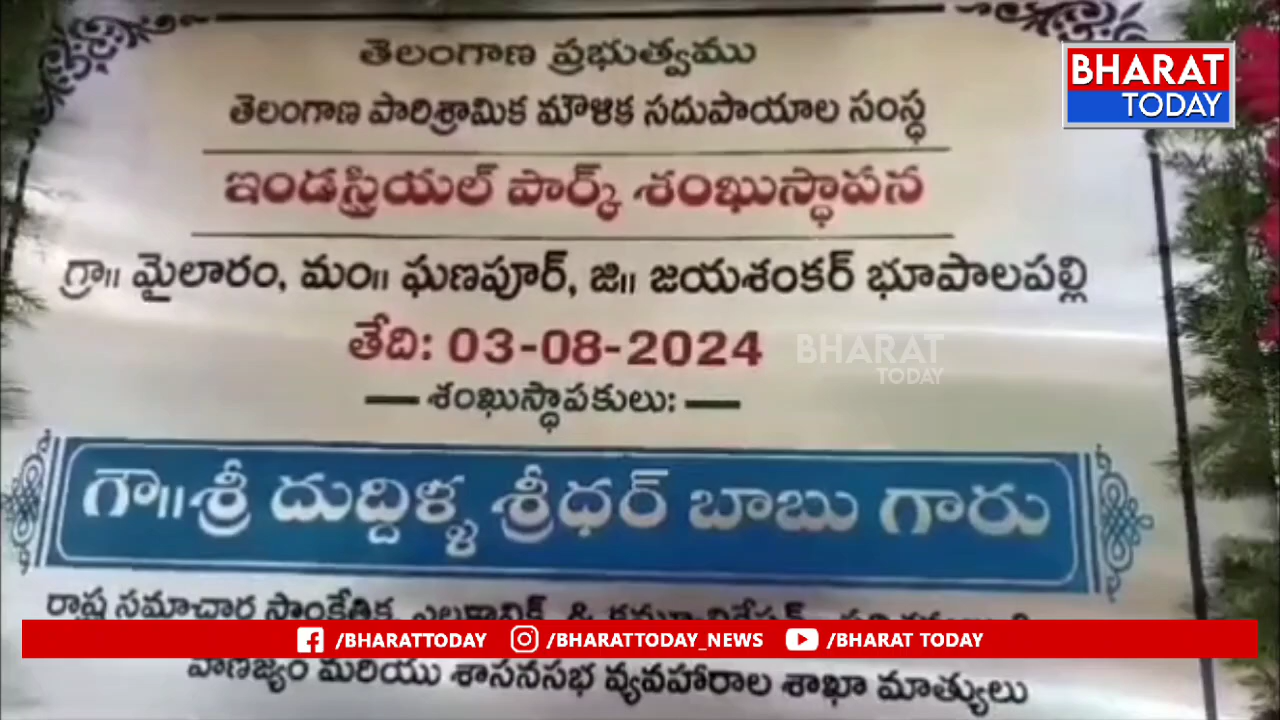 తెలంగాణ ప్రభుత్వము
తెలంగాణ పారిశ్రామిక మౌళిక సదుపాయాల సంస్థ
ఇండస్ట్రియల్ పార్క్ శంఖుస్థాపన
గ్రా॥ మైలారం, మం॥ ఘణపూర్, జి॥ జయశంకర్ భూపాలపల్లి
తేది: 03-08-2024
శంఖుస్థాపకులు:
గౌ॥శ్రీ దుద్దిళ్ళ శ్రీధర్ బాబు గారు
రాష్ట్ర సమాచార సాంకేతిక
వాణిజ్యం మరియు శాసనసభ వ్యవహారాల శాఖా మాత్యులు
BHARAT
TODAY
BHARAT
TODAY
/BHARATTODAY /BHARATTODAY_NEWS /BHARAT TODAY